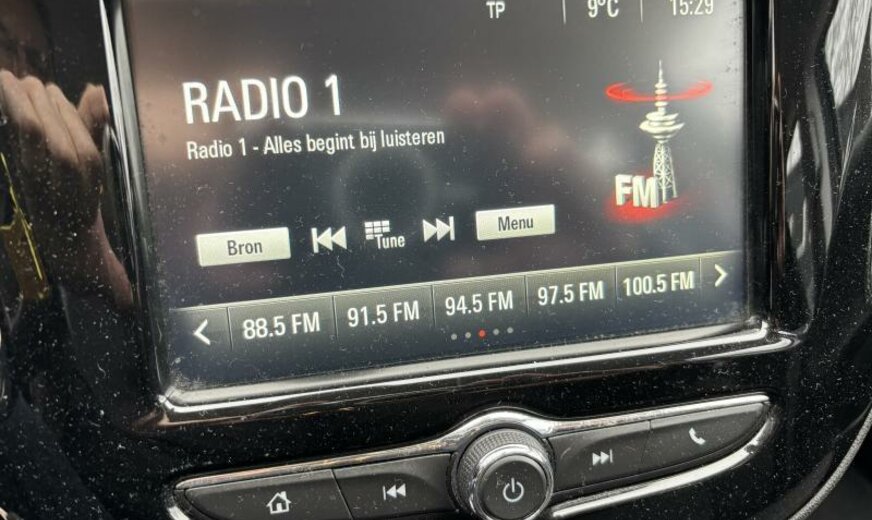 TP 9°C 15:29
RADIO 1
Radio 1 - Alles begint bij luisteren
FM
Bron Tune Menu
88.5 FM 91.5 FM 94.5 FM 97.5 FM 100.5 FM